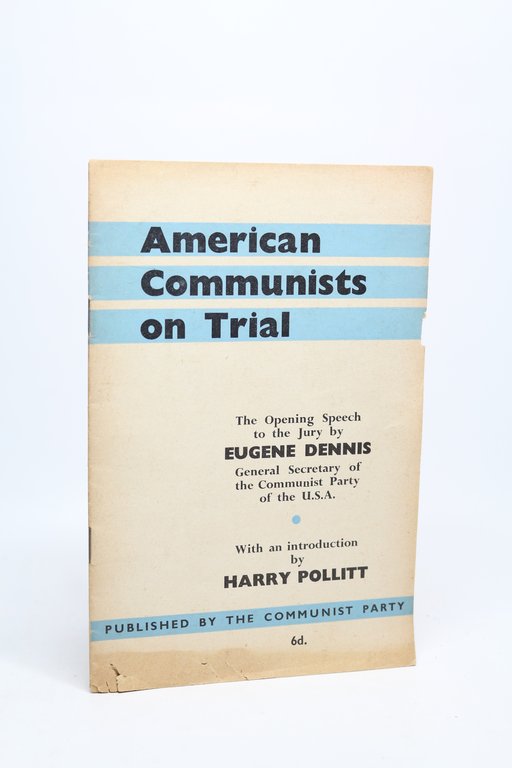 American
Communists
on Trial
The Opening Speech
to the Jury by
EUGENE DENNIS
General Secretary of
the Communist Party
of the U.S.A.
With an introduction
by
HARRY POLLITT
PUBLISHED BY THE COMMUNIST PARTY
6d.